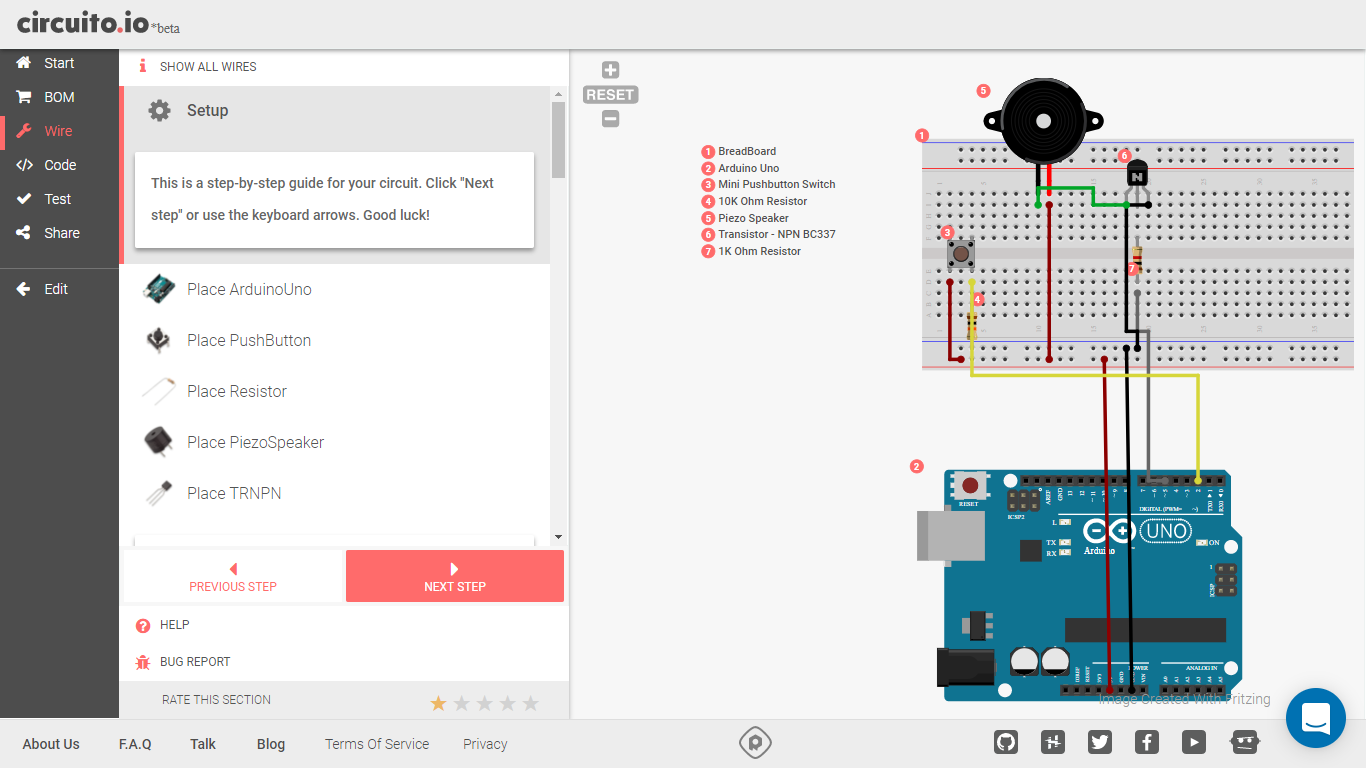 circuito.io *beta
Start
BOM
Wire
Code
Test
Share
Edit
SHOW ALL WIRES
Setup
This is a step-by-step guide for your circuit. Click "Next
step" or use the keyboard arrows. Good luck!
Place ArduinoUno
Place PushButton
Place Resistor
Place PiezoSpeaker
Place TRNPN
PREVIOUS STEP
NEXT STEP
HELP
BUG REPORT
RATE THIS SECTION
RESET
1 BreadBoard
2 Arduino Uno
3 Mini Pushbutton Switch
4 10K Ohm Resistor
5 Piezo Speaker
6 Transistor - NPN BC337
7 1K Ohm Resistor
5
1
6
N
3
7
4
2
RESET
ICSP2
AREF
GND
13
12
DIGITAL (PWM= ~)
L
TX
RX
Arduino
UNO
ON
ICSP
1
ANALOG IN
Image Created With Fritzing
About Us
F.A.Q
Talk
Blog
Terms Of Service
Privacy